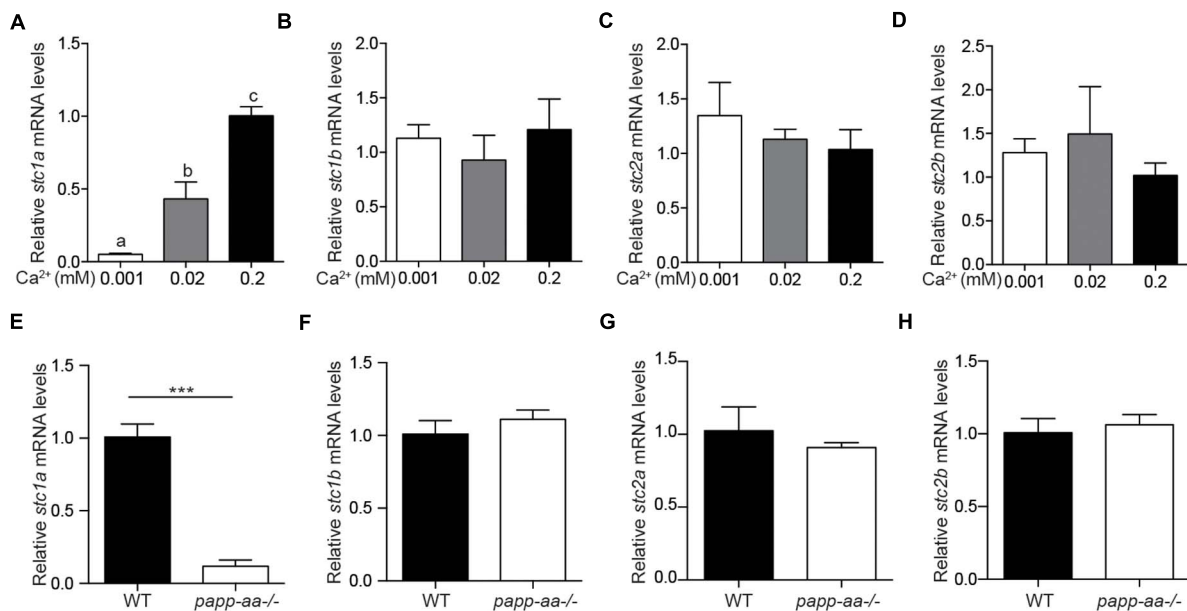 A
Relative stc1a mRNA levels
1.5
1.0
0.5
0.0
a
b
c
Ca²⁺ (mM) 0.001 0.02 0.2
B
Relative stc1b mRNA levels
2.0
1.5
1.0
0.5
0.0
Ca²⁺ (mM) 0.001 0.02 0.2
C
Relative stc2a mRNA levels
2.0
1.5
1.0
0.5
0.0
Ca²⁺ (mM) 0.001 0.02 0.2
D
Relative stc2b mRNA levels
2.5
2.0
1.5
1.0
0.5
0.0
Ca²⁺ (mM) 0.001 0.02 0.2
E
Relative stc1a mRNA levels
1.5
1.0
0.5
0.0
***
WT papp-aa-/-
F
Relative stc1b mRNA levels
1.5
1.0
0.5
0.0
WT papp-aa-/-
G
Relative stc2a mRNA levels
1.5
1.0
0.5
0.0
WT papp-aa-/-
H
Relative stc2b mRNA levels
1.5
1.0
0.5
0.0
WT papp-aa-/-